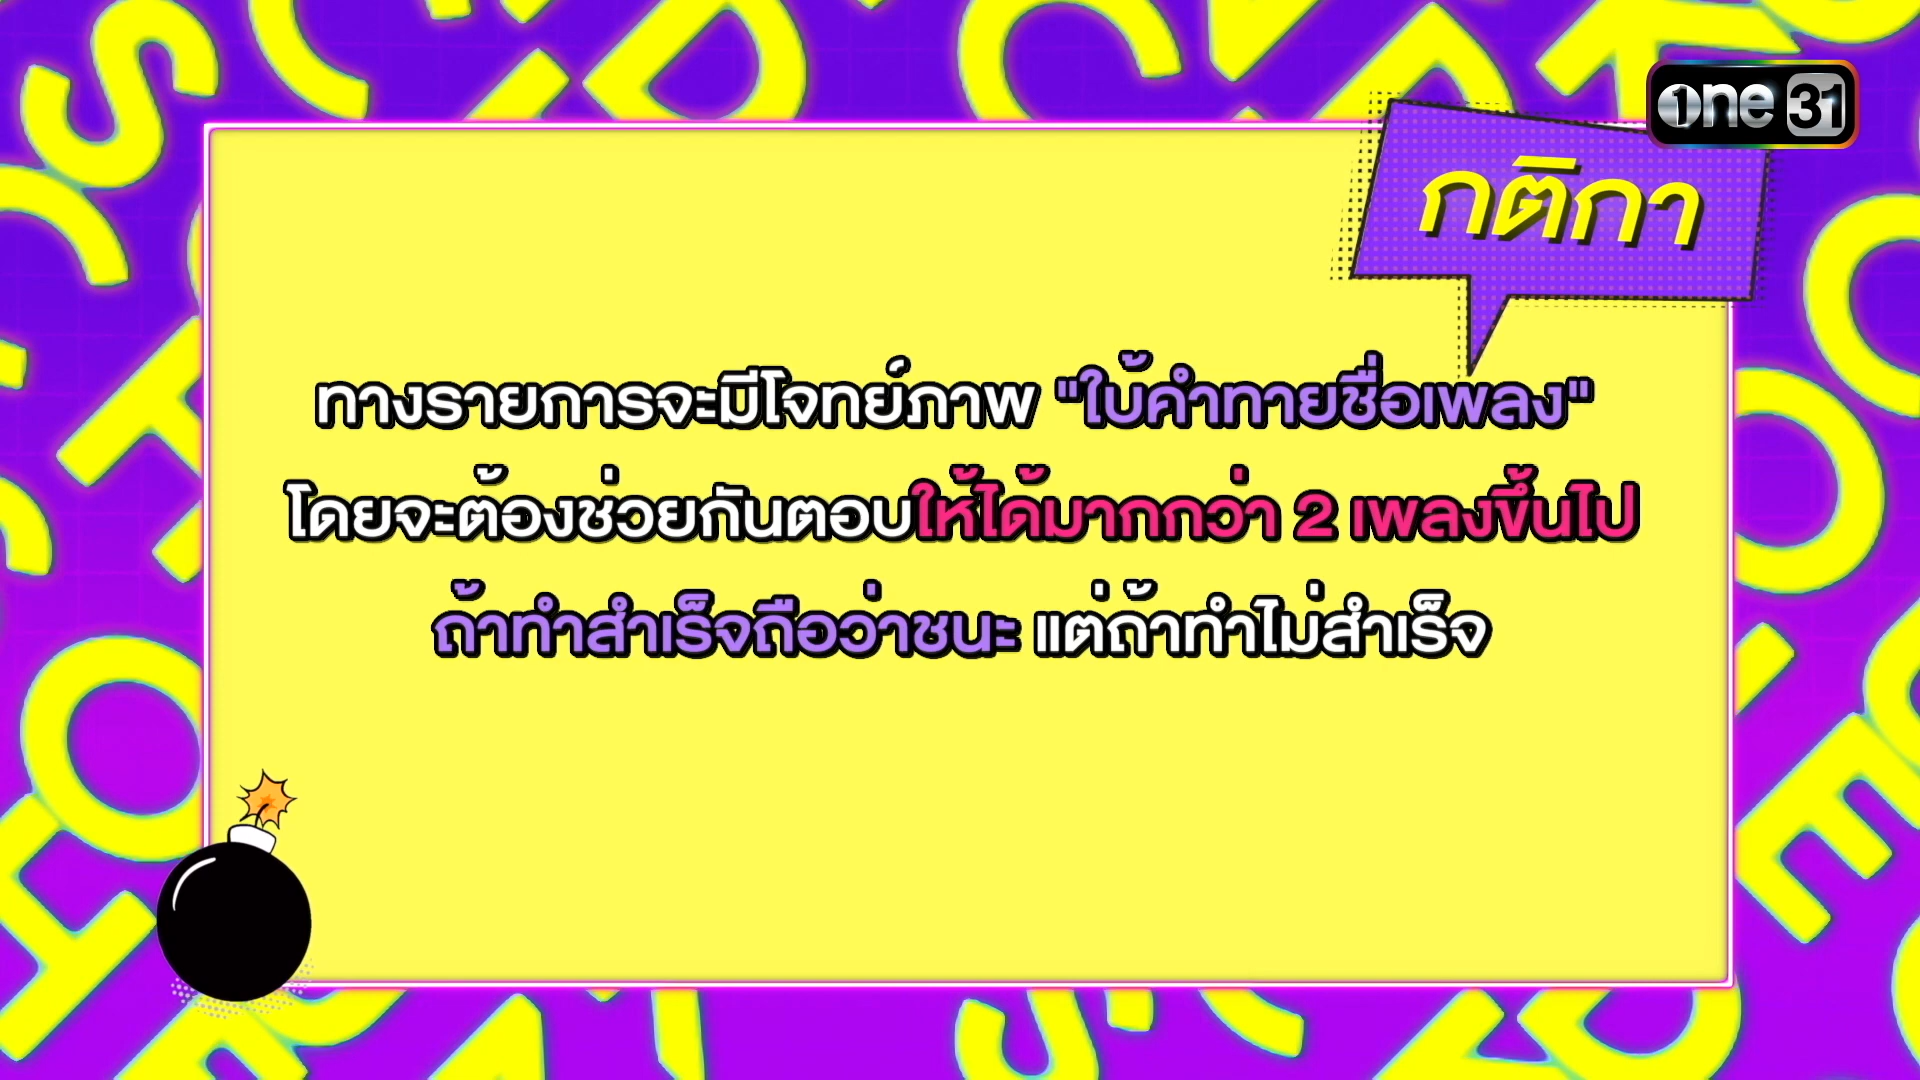 one 31
กติกา
ทางรายการจะมีโจทย์ภาพ "ใบ้คำทายชื่อเพลง"
โดยจะต้องช่วยกันตอบให้ได้มากกว่า 2 เพลงขึ้นไป
ถ้าทำสำเร็จถือว่าชนะ แต่ถ้าทำไม่สำเร็จ